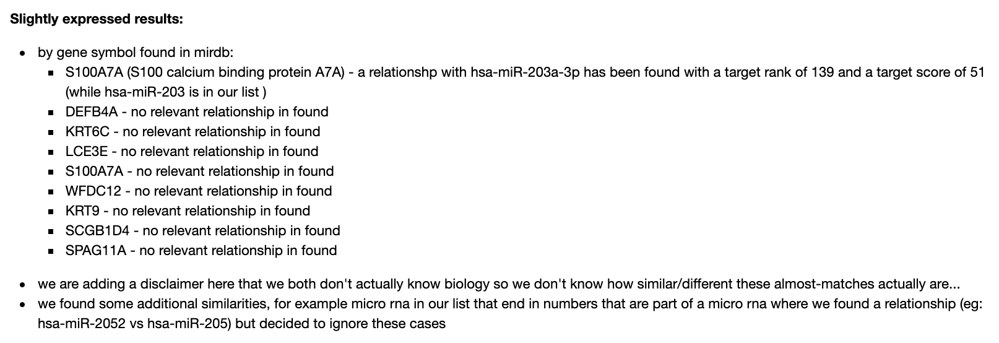 Slightly expressed results:
• by gene symbol found in mirdb:
▪ S100A7A (S100 calcium binding protein A7A) - a relationshp with hsa-miR-203a-3p has been found with a target rank of 139 and a target score of 51
(while hsa-miR-203 is in our list )
▪ DEFB4A - no relevant relationship in found
▪ KRT6C - no relevant relationship in found
▪ LCE3E - no relevant relationship in found
▪ S100A7A - no relevant relationship in found
▪ WFDC12 - no relevant relationship in found
▪ KRT9 - no relevant relationship in found
▪ SCGB1D4 - no relevant relationship in found
▪ SPAG11A - no relevant relationship in found
• we are adding a disclaimer here that we both don't actually know biology so we don't know how similar/different these almost-matches actually are...
• we found some additional similarities, for example micro rna in our list that end in numbers that are part of a micro rna where we found a relationship (eg:
hsa-miR-2052 vs hsa-miR-205) but decided to ignore these cases